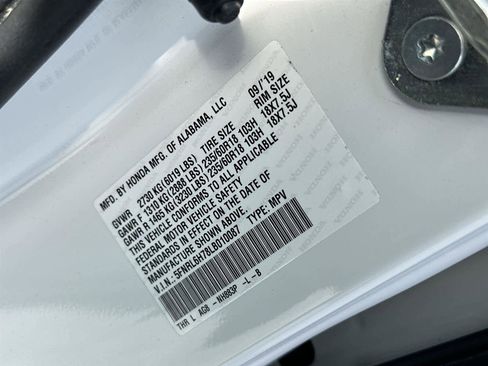 MFD. BY HONDA MFG. OF ALABAMA, LLC 09/'19
GVWR 2730 KG (6019 LBS) TIRE SIZE RIM SIZE
GAWR F. 1310 KG (2888 LBS) 235/60R18 103H 18X7.5J
GAWR R. 1465 KG (3230 LBS) 235/60R18 103H 18X7.5J
THIS VEHICLE CONFORMS TO ALL APPLICABLE
FEDERAL MOTOR VEHICLE SAFETY
STANDARDS IN EFFECT ON THE DATE OF
MANUFACTURE SHOWN ABOVE.
V.I.N.: 5FNRL6H78LB010087 TYPE: MPV
THR L AG8 -NH883P -L-B